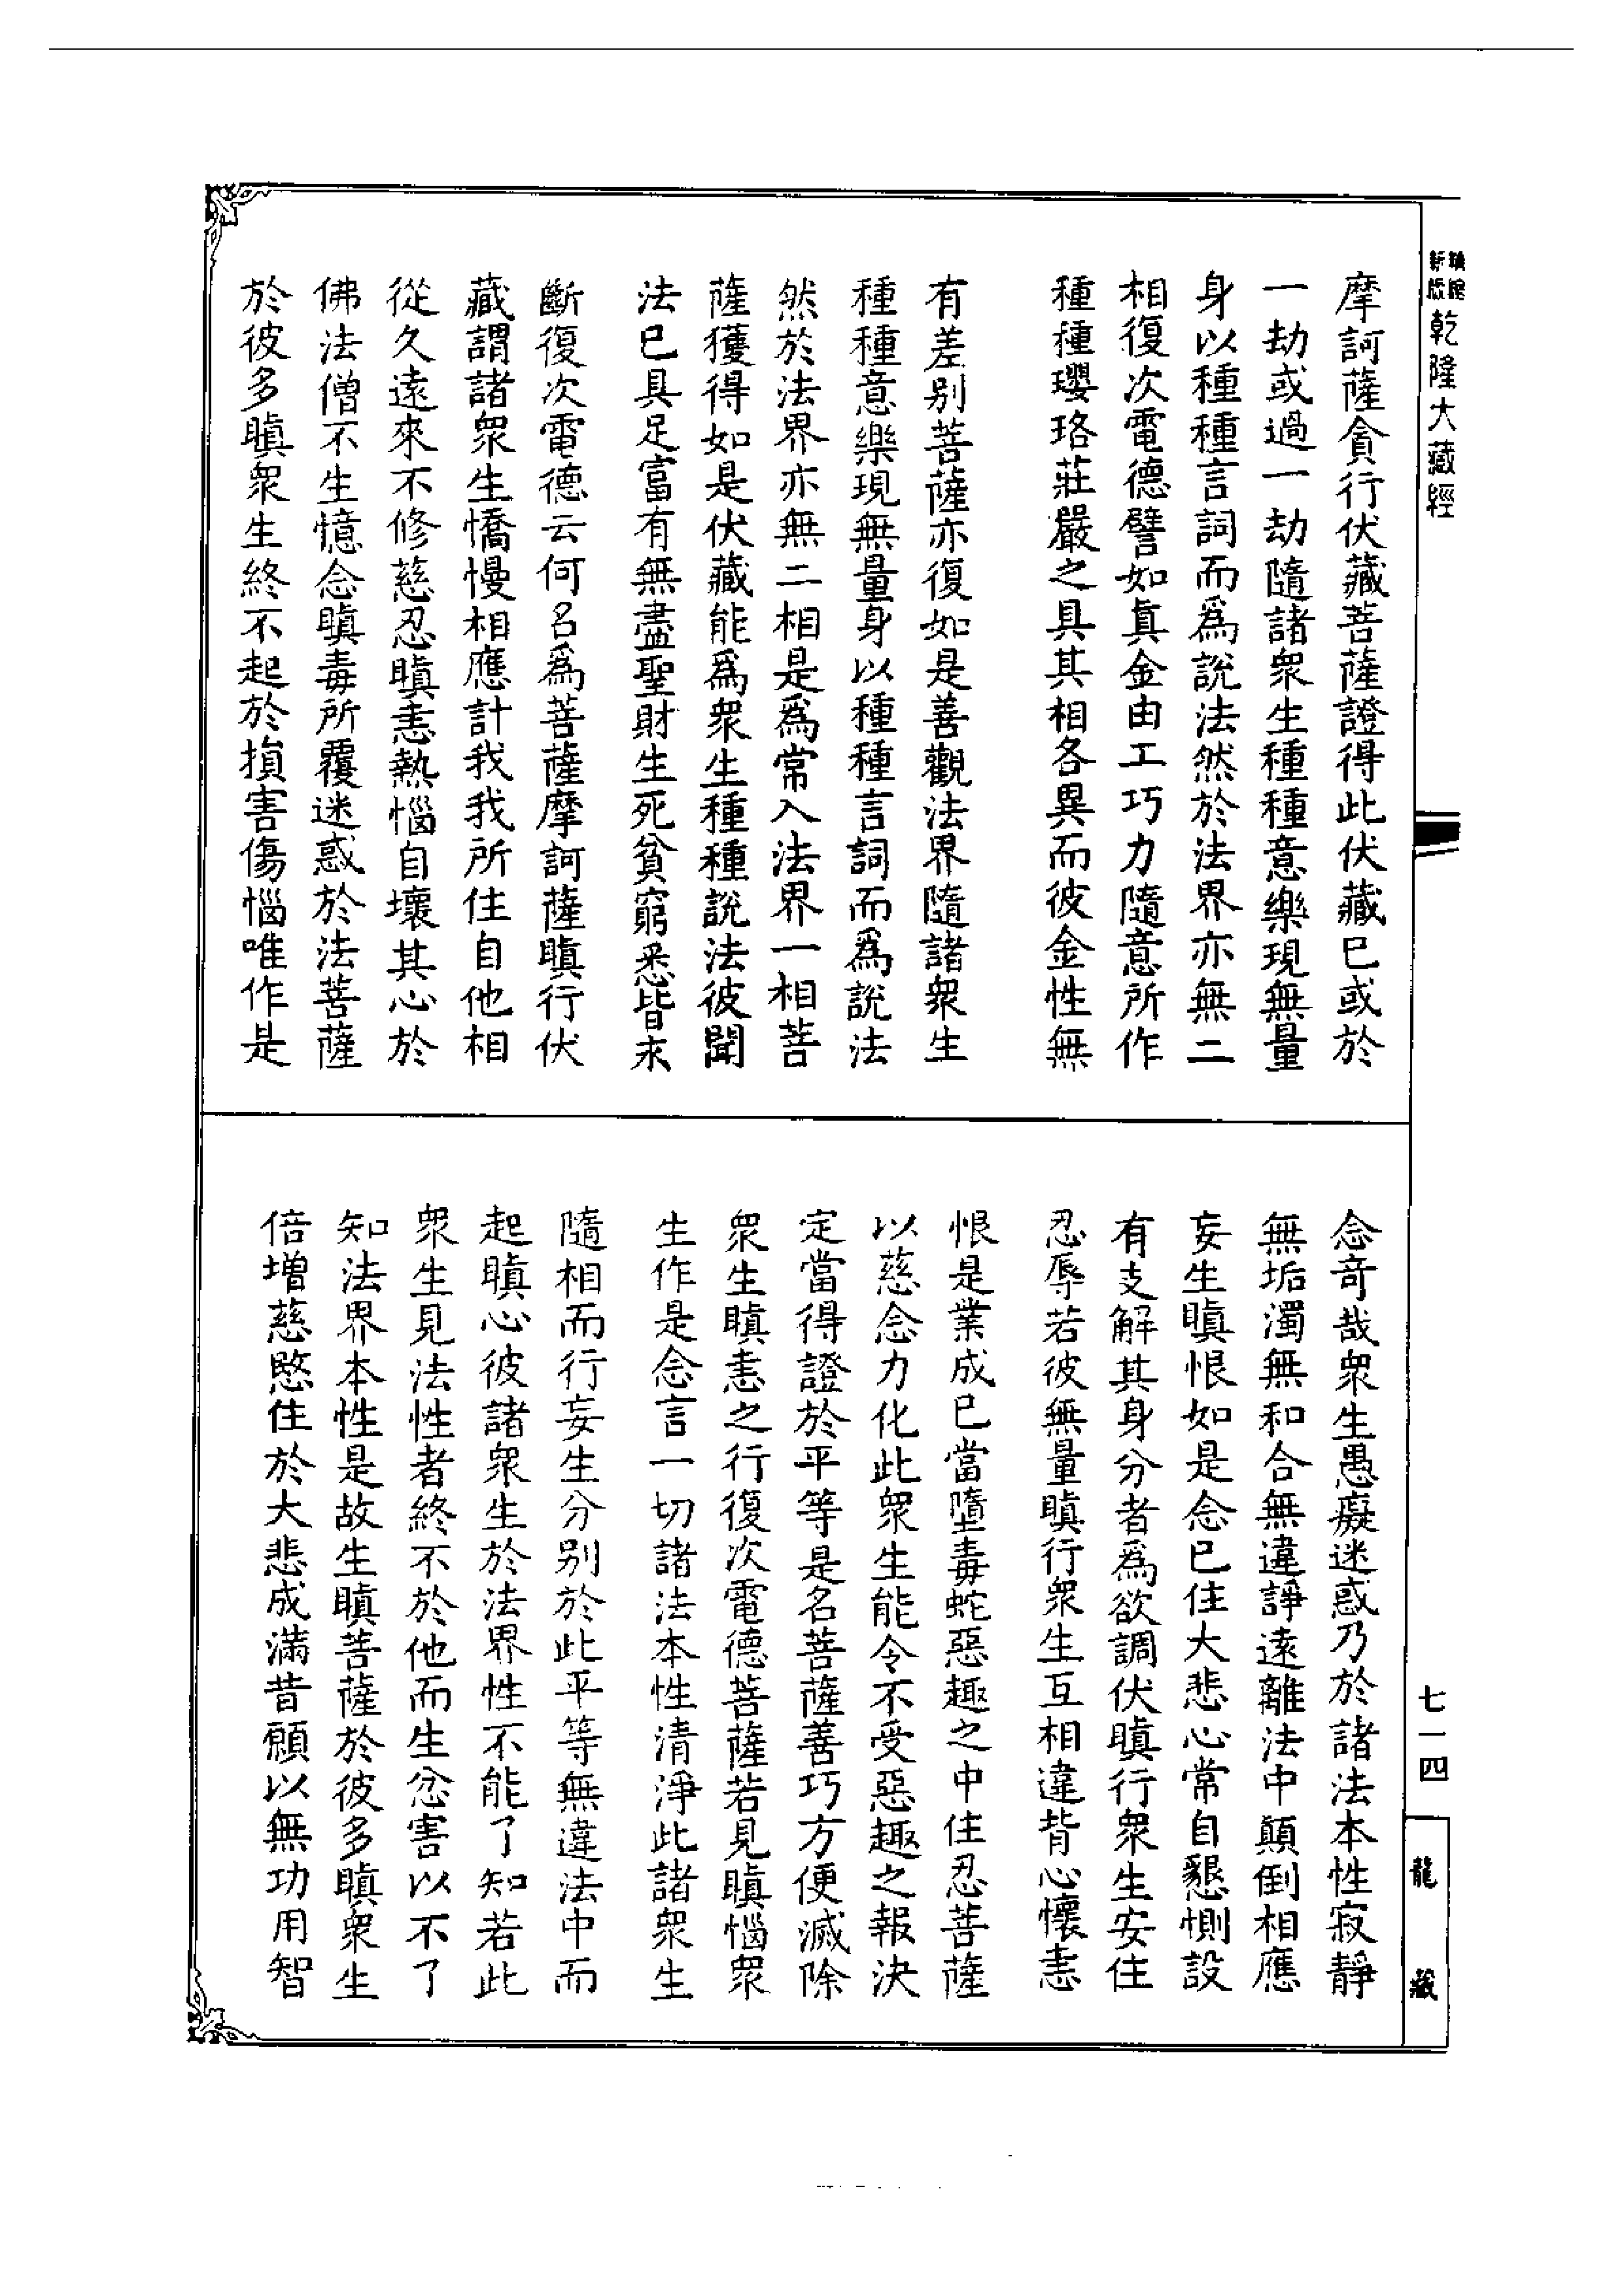 乾隆大藏經
摩訶薩貪行伏藏菩薩證得此伏藏已或於
一劫或過一劫隨諸衆生種種意樂現無量
身以種種言詞而爲說法然於法界亦無二
相復次電德譬如真金由工巧力隨意所作
種種瓔珞莊嚴之具其相各異而彼金性無
有差别菩薩亦復如是善觀法界隨諸衆生
種種意樂現無量身以種種言詞而爲說法
然於法界亦無二相是爲常入法界一相菩
薩獲得如是伏藏能爲衆生種種說法彼聞
法已具足富有無盡聖財生死貧窮悉皆永
斷復次電德云何名爲菩薩摩訶薩瞋行伏
藏謂諸衆生憍慢相應計我我所住自他相
從久遠來不修慈忍瞋恚熱惱自壞其心於
佛法僧不生憶念瞋毒所覆迷惑於法菩薩
於彼多瞋衆生終不起於損害傷惱唯作是
念奇哉衆生愚癡迷惑乃於諸法本性寂靜
無垢濁無和合無違諍遠離法中顛倒相應
妄生瞋恨如是念已住大悲心常自懇惻設
有支解其身分者爲欲調伏瞋行衆生安住
忍辱若彼無量瞋行衆生互相違背心懷恚
恨是業成已當墮毒蛇惡趣之中住忍菩薩
以慈念力化此衆生能令不受惡趣之報決
定當得證於平等是名菩薩善巧方便滅除
衆生瞋恚之行復次電德菩薩若見瞋惱衆
生作是念言一切諸法本性清淨此諸衆生
隨相而行妄生分别於此平等無違法中而
起瞋心彼諸衆生於法界性不能了知若此
衆生見法性者終不於他而生忿害以不了
知法界本性是故生瞋菩薩於彼多瞋衆生
倍增慈愍住於大悲成滿昔願以無功用智
七一四
龍藏